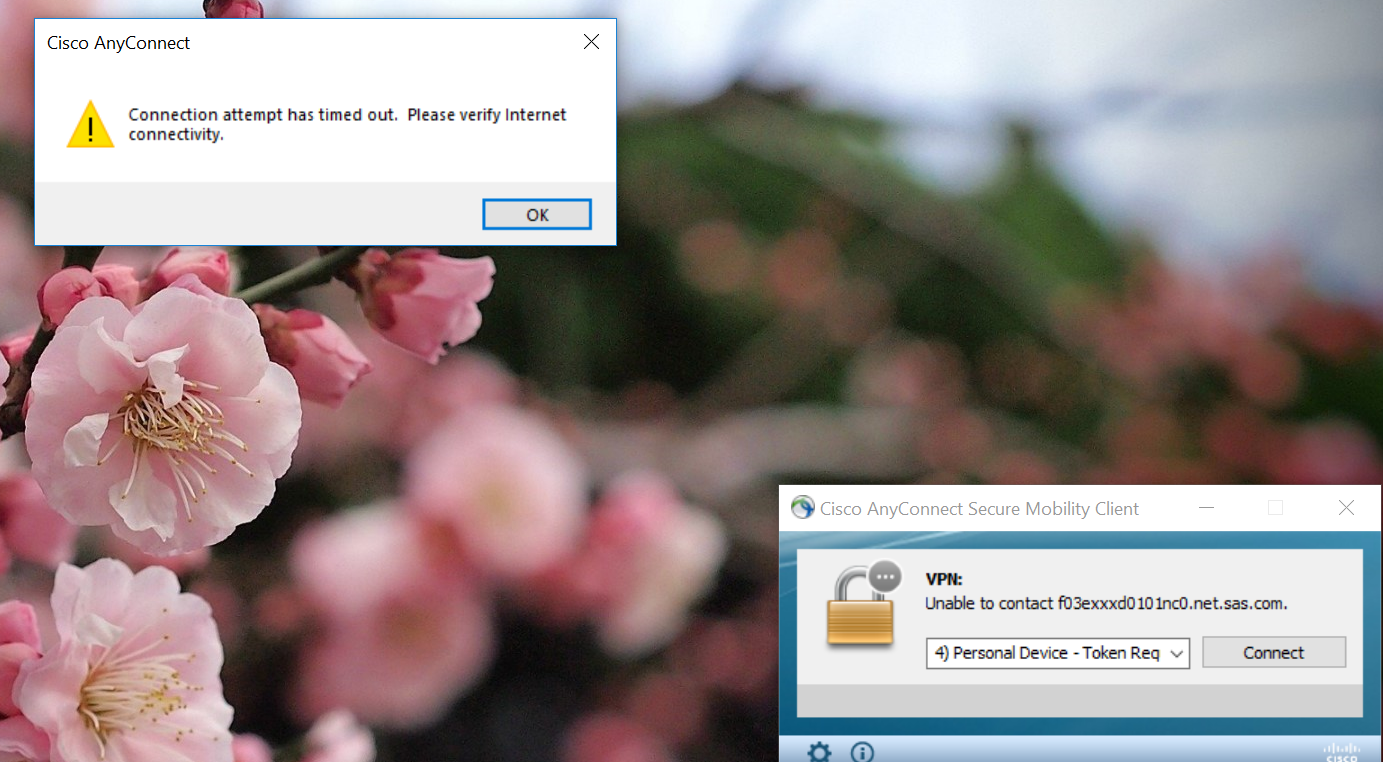 Cisco AnyConnect
Connection attempt has timed out.  Please verify Internet
connectivity.
OK
Cisco AnyConnect Secure Mobility Client
VPN:
Unable to contact f03exxxd0101nc0.net.sas.com.
4) Personal Device - Token Req
Connect
CISCO